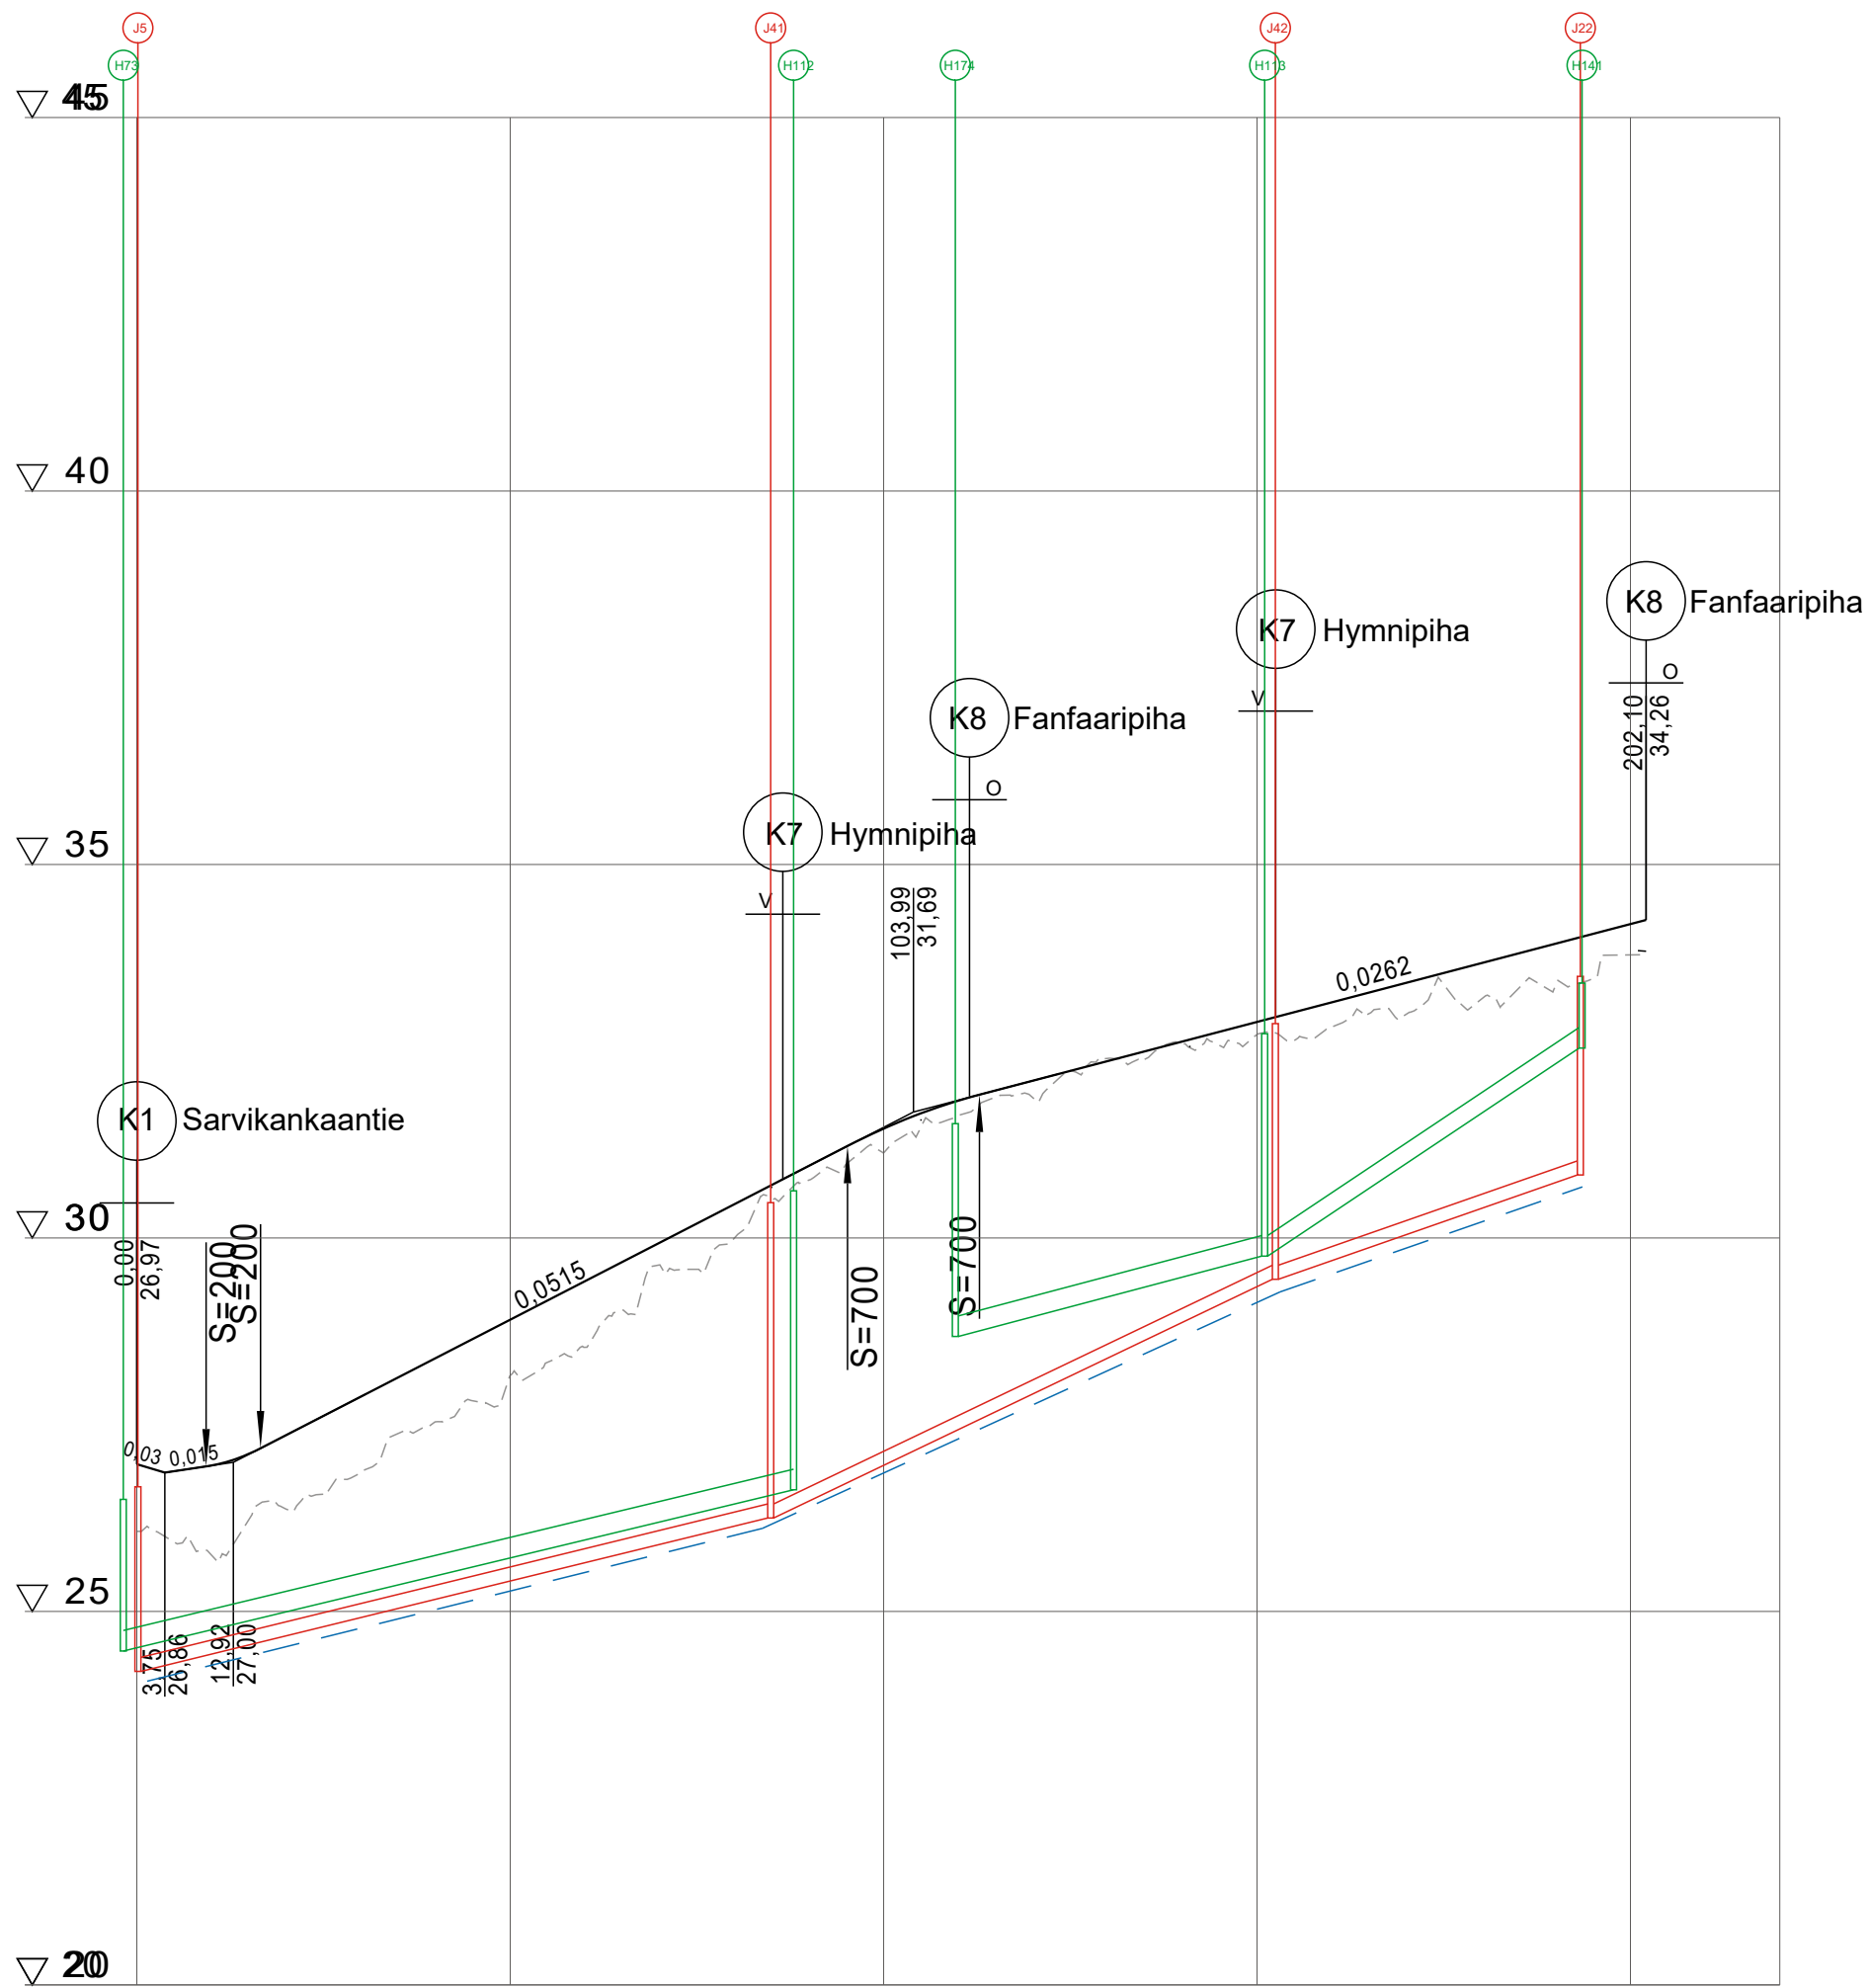 J5
J41
J42
J22
H73
H112
H174
H113
H141
45
40
K8 Fanfaaripiha
K7 Hymnipiha
O
V
202,10
34,26
K8 Fanfaaripiha
O
K7 Hymnipiha
35
V
103,99
31,69
0,0262
K1 Sarvikankaantie
30
0,00
26,97
S=200
S=200
0,0515
S=700
S=700
0,03
0,015
25
3,75
26,86
12,92
27,00
20